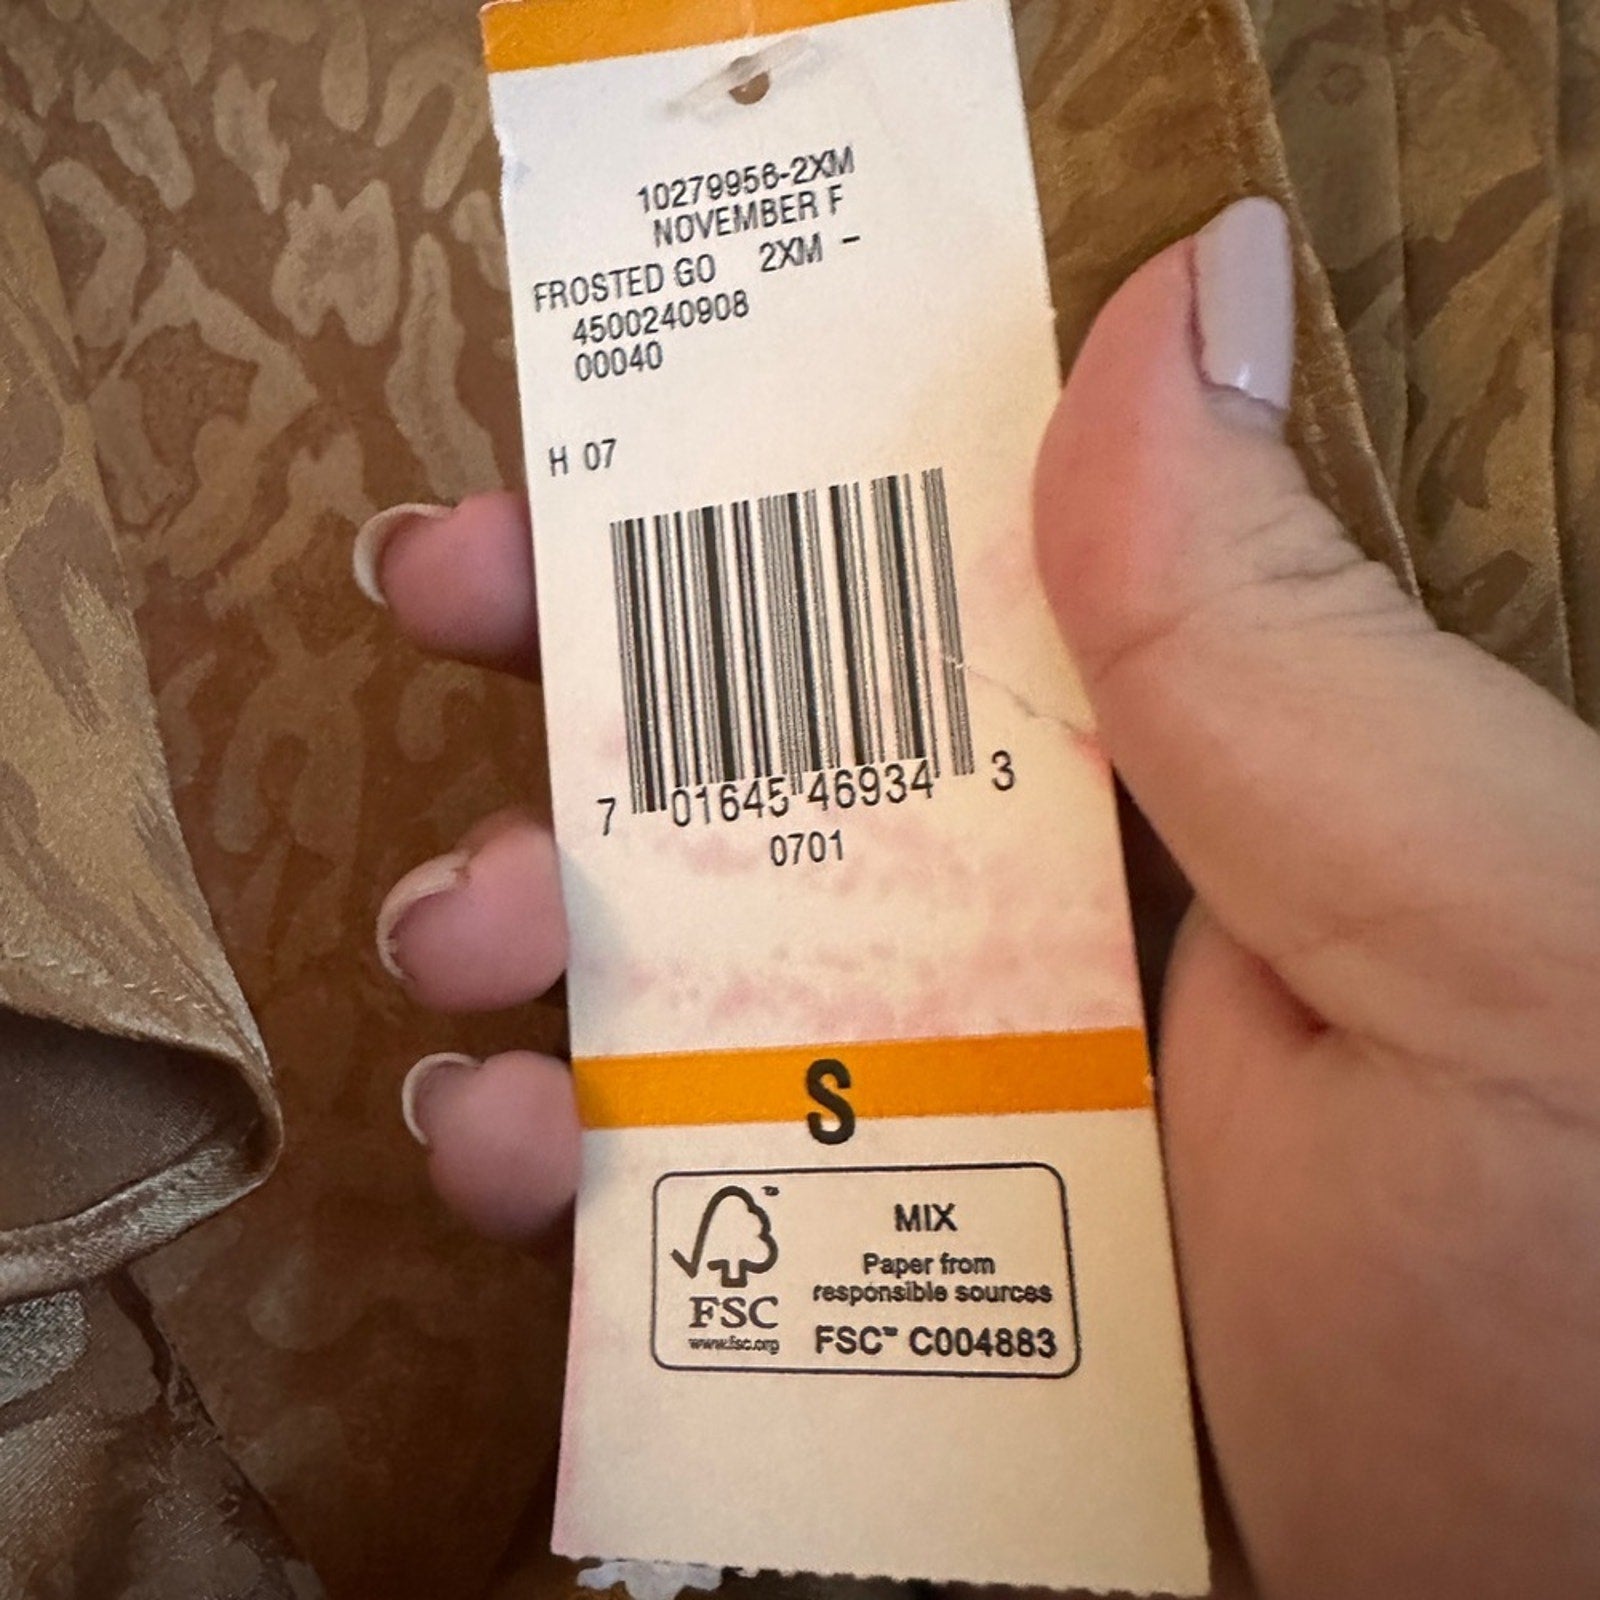 10279956-2XM
NOVEMBER F
FROSTED GO 2XM -
4500240908
00040
H 07
7 01645 46934 3
0701
S
™
MIX
Paper from
responsible sources
FSC
www.fsc.org
FSC™ C004883